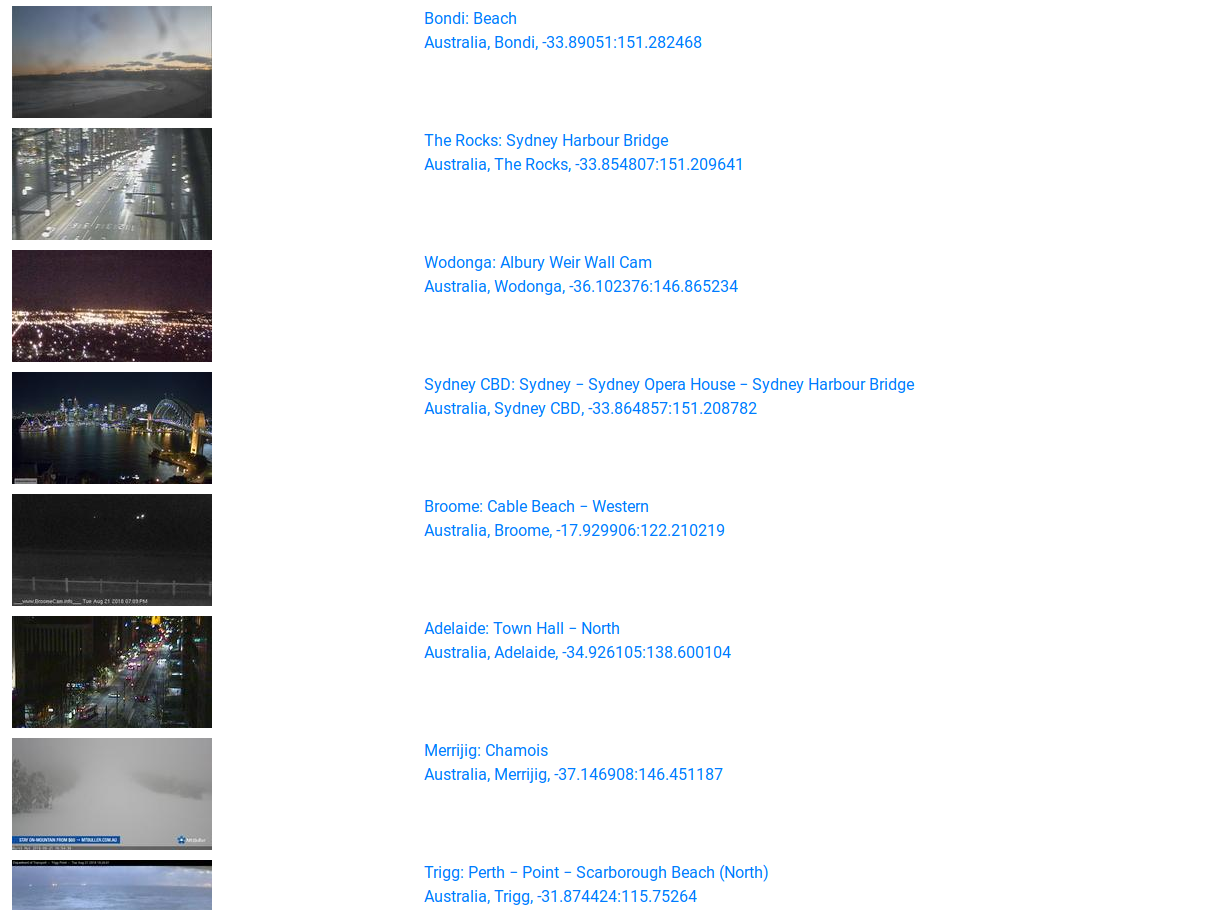 Bondi: Beach
Australia, Bondi, -33.89051:151.282468
The Rocks: Sydney Harbour Bridge
Australia, The Rocks, -33.854807:151.209641
Wodonga: Albury Weir Wall Cam
Australia, Wodonga, -36.102376:146.865234
Sydney CBD: Sydney − Sydney Opera House − Sydney Harbour Bridge
Australia, Sydney CBD, -33.864857:151.208782
Broome: Cable Beach − Western
Australia, Broome, -17.929906:122.210219
www.BroomeCam.info Tue Aug 21 2018 07:09 PM
Adelaide: Town Hall − North
Australia, Adelaide, -34.926105:138.600104
Merrijig: Chamois
Australia, Merrijig, -37.146908:146.451187
STAY ON-MOUNTAIN FROM $65 → MTBULLER.COM.AU
Mt Buller
Trigg: Perth − Point − Scarborough Beach (North)
Australia, Trigg, -31.874424:115.75264